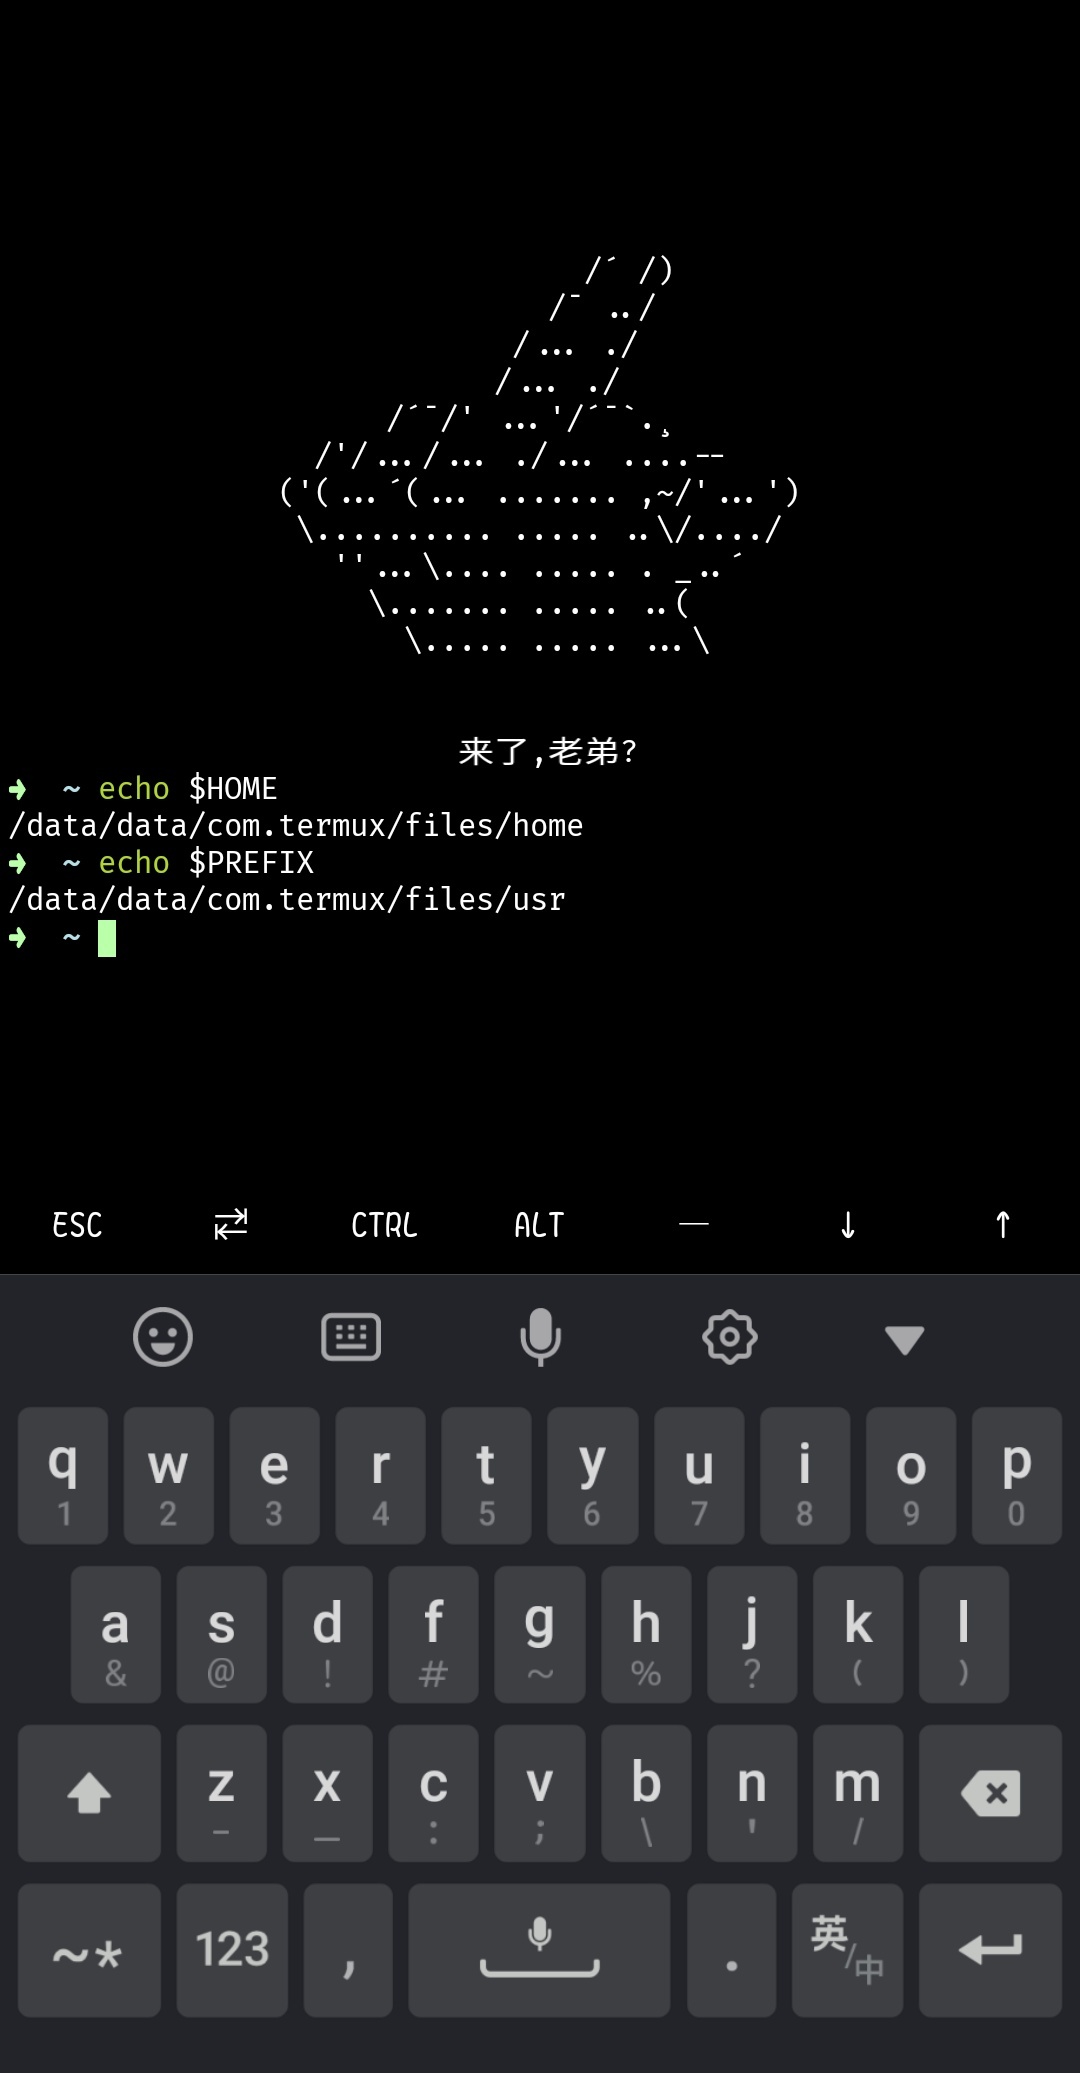 来了,老弟?
➜  ~ echo $HOME
/data/data/com.termux/files/home
➜  ~ echo $PREFIX
/data/data/com.termux/files/usr
➜  ~
ESC CTRL ALT — ↓ ↑
q w e r t y u i o p
1 2 3 4 5 6 7 8 9 0
a s d f g h j k l
& @ ! # ~ % ? ( )
z x c v b n m
- _ : ; \ ' /
~* 123 , . 英/中